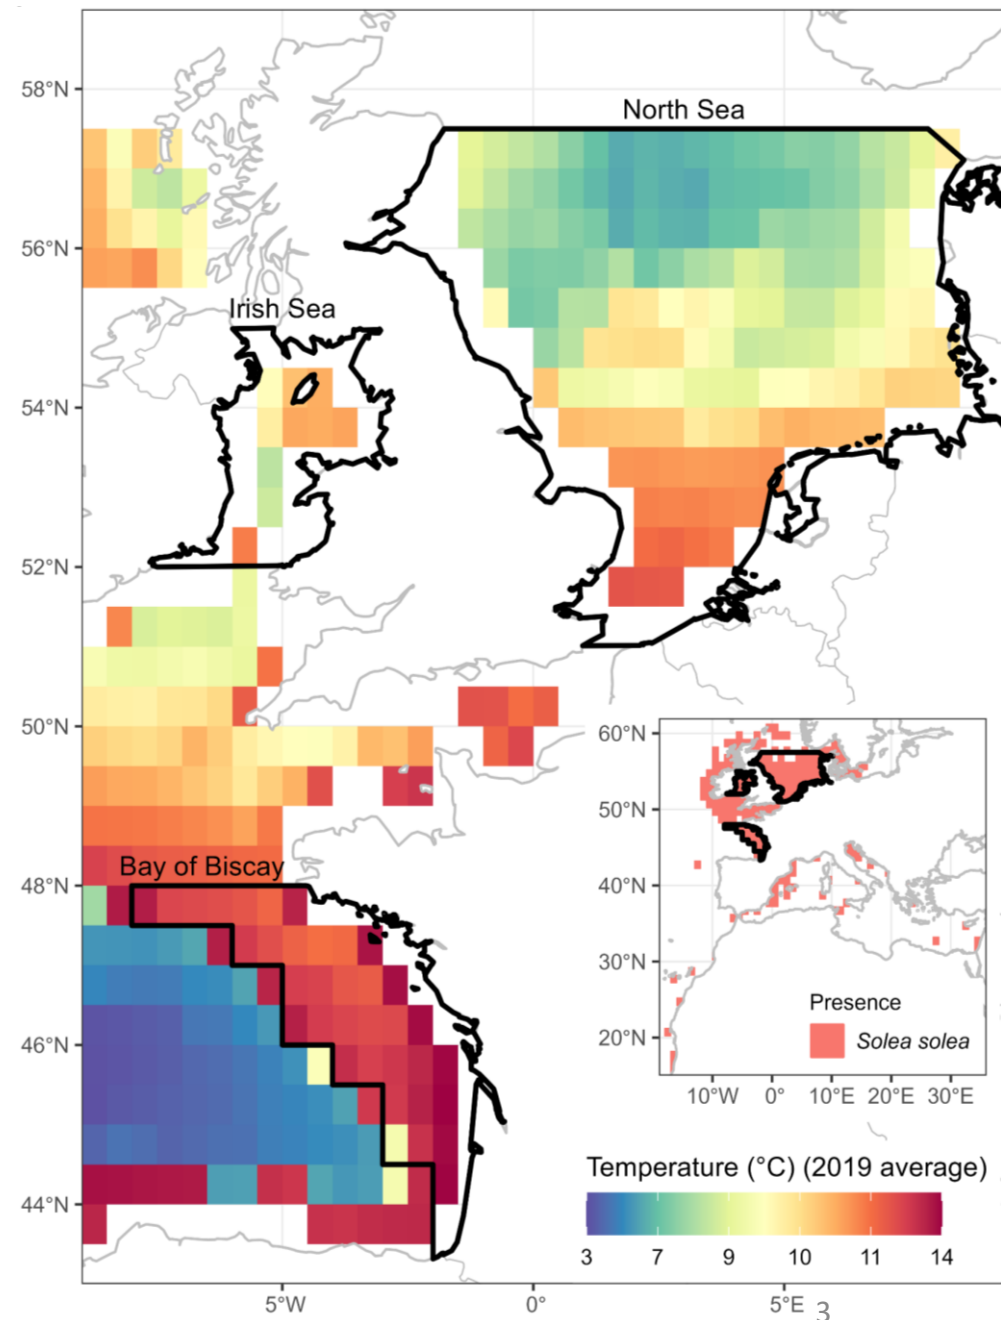 North Sea
58°N
56°N
Irish Sea
54°N
52°N
50°N
Bay of Biscay
48°N
46°N
44°N
5°W 0° 5°E
60°N
50°N
40°N
30°N
20°N
Presence
Solea solea
10°W 0° 10°E 20°E 30°E
Temperature (°C) (2019 average)
3 7 9 10 11 14
3